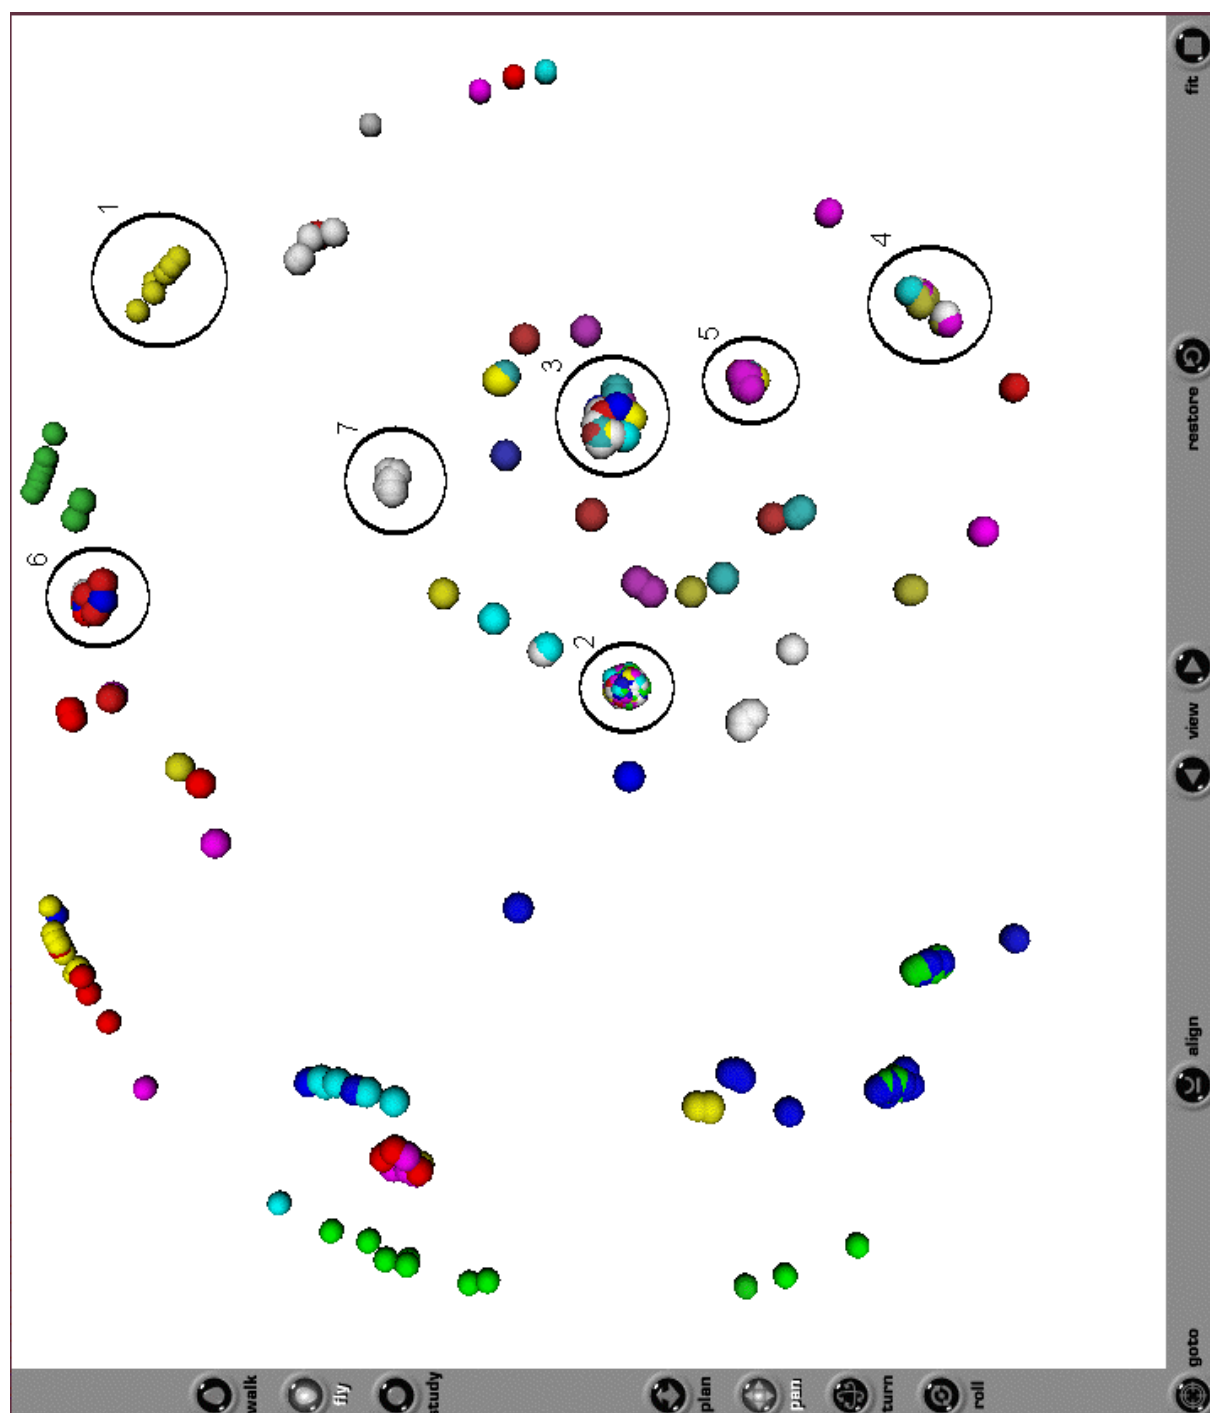 1
2
3
4
5
6
7
walk
fly
study
plan
pan
turn
roll
goto
align
view
restore
fit